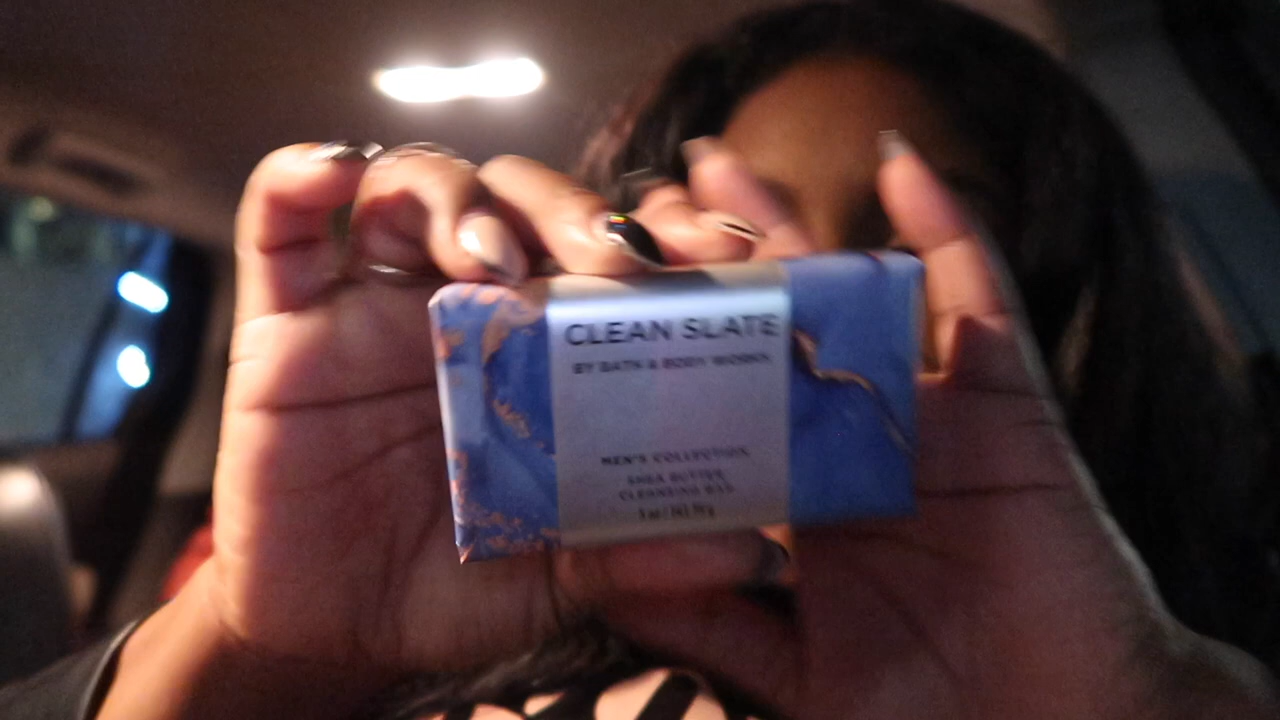 CLEAN SLATE
BY BATH & BODY WORKS
MEN'S COLLECTION
SHEA BUTTER
CLEANSING BAR